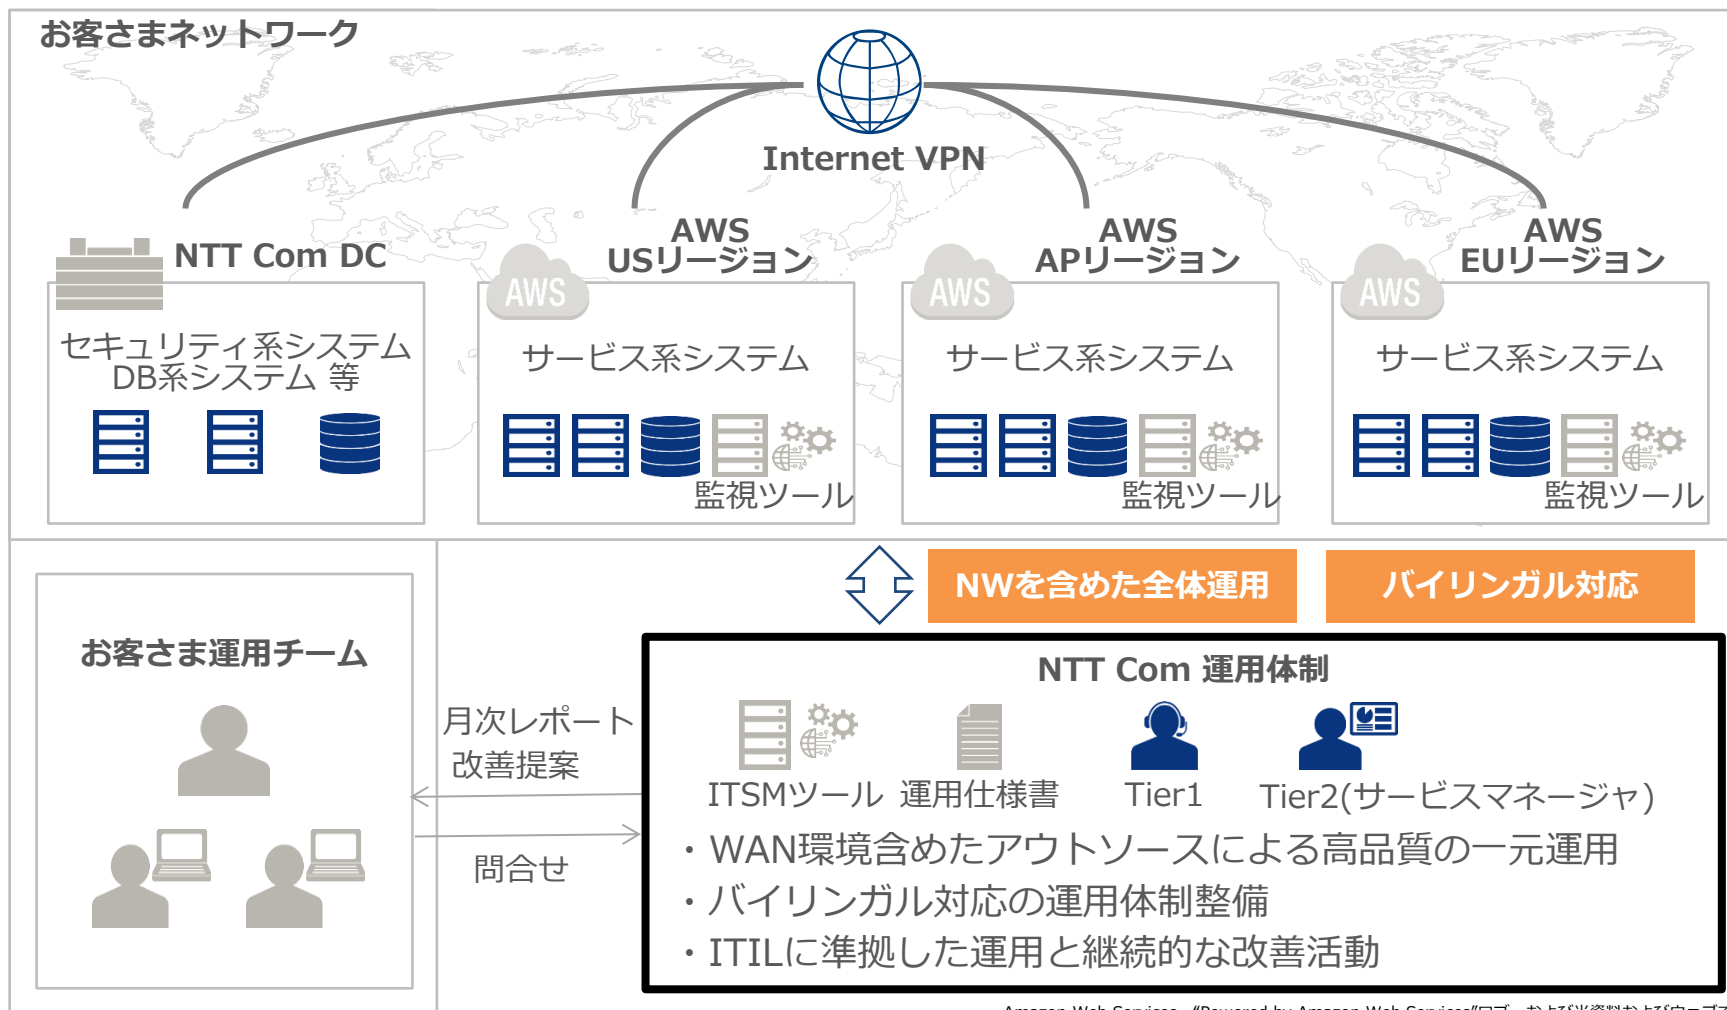 お客さまネットワーク
Internet VPN
NTT Com DC
セキュリティ系システム
DB系システム 等
AWS
USリージョン
AWS
サービス系システム
監視ツール
AWS
APリージョン
AWS
サービス系システム
監視ツール
AWS
EUリージョン
AWS
サービス系システム
監視ツール
NWを含めた全体運用
バイリンガル対応
お客さま運用チーム
月次レポート
改善提案
問合せ
NTT Com 運用体制
ITSMツール
運用仕様書
Tier1
Tier2(サービスマネージャ)
・WAN環境含めたアウトソースによる高品質の一元運用
・バイリンガル対応の運用体制整備
・ITILに準拠した運用と継続的な改善活動
Amazon Web Services、“Powered by Amazon Web Services”ロゴ、